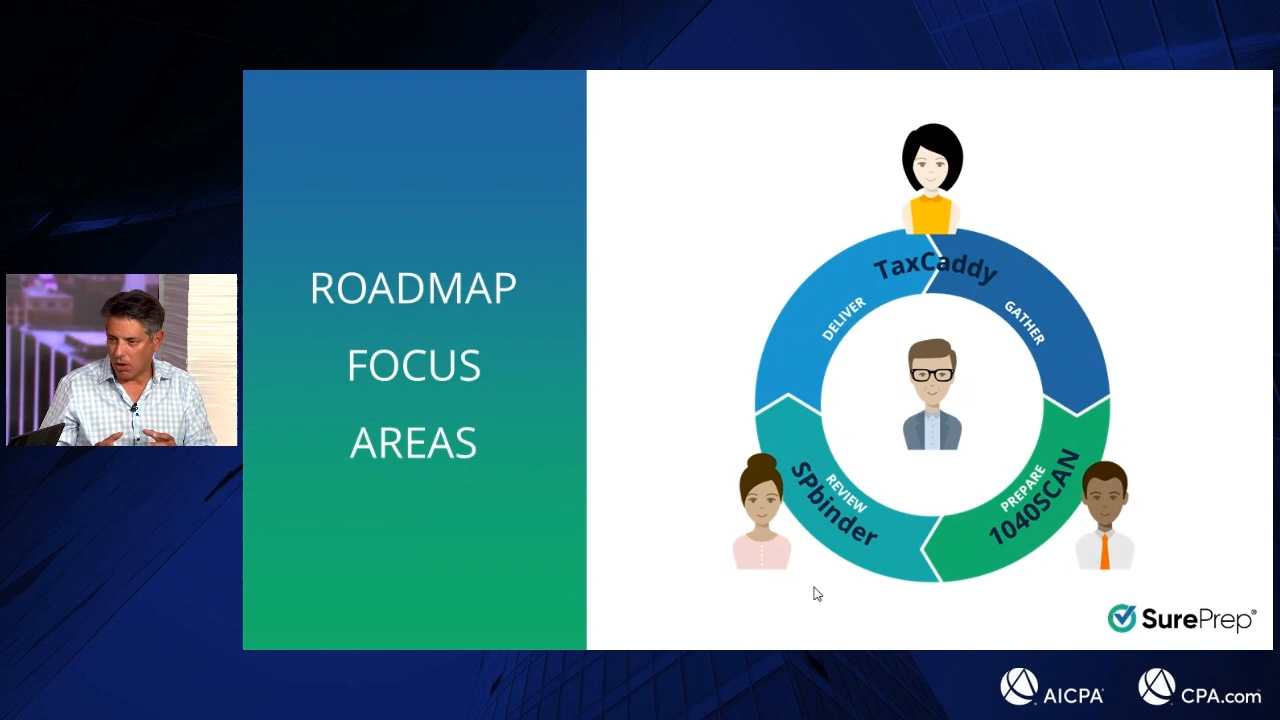 ROADMAP
FOCUS
AREAS
TaxCaddy
DELIVER
GATHER
REVIEW
SPbinder
PREPARE
1040SCAN
SurePrep®
AICPA
CPA.com